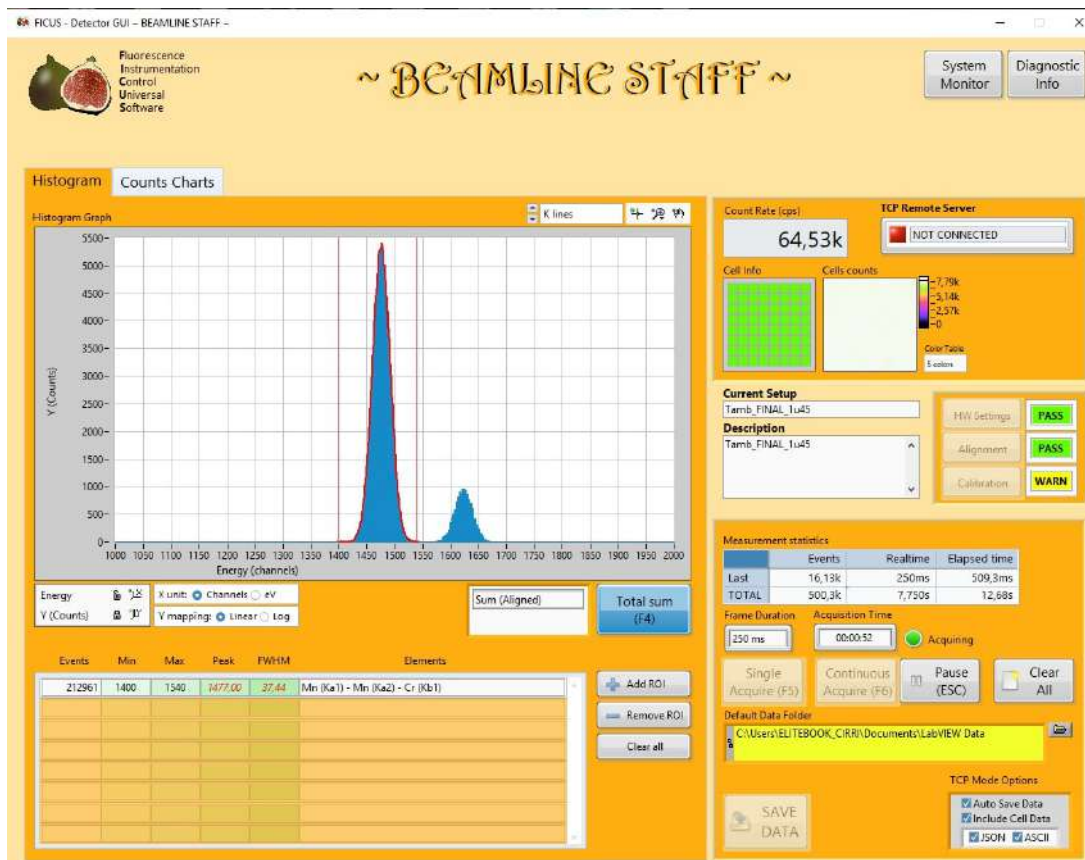 FICUS - Detector GUI - BEAMLINE STAFF -
Fluorescence
Instrumentation
Control
Universal
Software
~ BEAMLINE STAFF ~
System Monitor
Diagnostic Info
Histogram
Counts Charts
Histogram Graph
K lines
Y (Counts)
5500
5000
4500
4000
3500
3000
2500
2000
1500
1000
500
0
1000 1050 1100 1150 1200 1250 1300 1350 1400 1450 1500 1550 1600 1650 1700 1750 1800 1850 1900 1950 2000
Energy (channels)
Energy
Y (Counts)
X unit: Channels eV
Y mapping: Linear Log
Sum (Aligned)
Total sum (F4)
Events Min Max Peak FWHM Elements
212961 1400 1540 1477,00 37,44 Mn (Ka1) - Mn (Ka2) - Cr (Kb1)
Add ROI
Remove ROI
Clear all
Count Rate (cps)
64,53k
TCP Remote Server
NOT CONNECTED
Cell Info
Cells counts
7,79k
5,14k
2,57k
0
Color Table
5 colors
Current Setup
Tamb_FINAL_1u45
Description
Tamb_FINAL_1u45
HW Settings PASS
Alignment PASS
Calibration WARN
Measurement statistics
Events Realtime Elapsed time
Last 16,13k 250ms 509,3ms
TOTAL 500,3k 7,750s 12,68s
Frame Duration
250 ms
Acquisition Time
00:00:52
Acquiring
Single Acquire (F5)
Continuous Acquire (F6)
Pause (ESC)
Clear All
Default Data Folder
C:\Users\ELITEBOOK_CIRRI\Documents\LabVIEW Data
SAVE DATA
TCP Mode Options
Auto Save Data
Include Cell Data
JSON ASCII